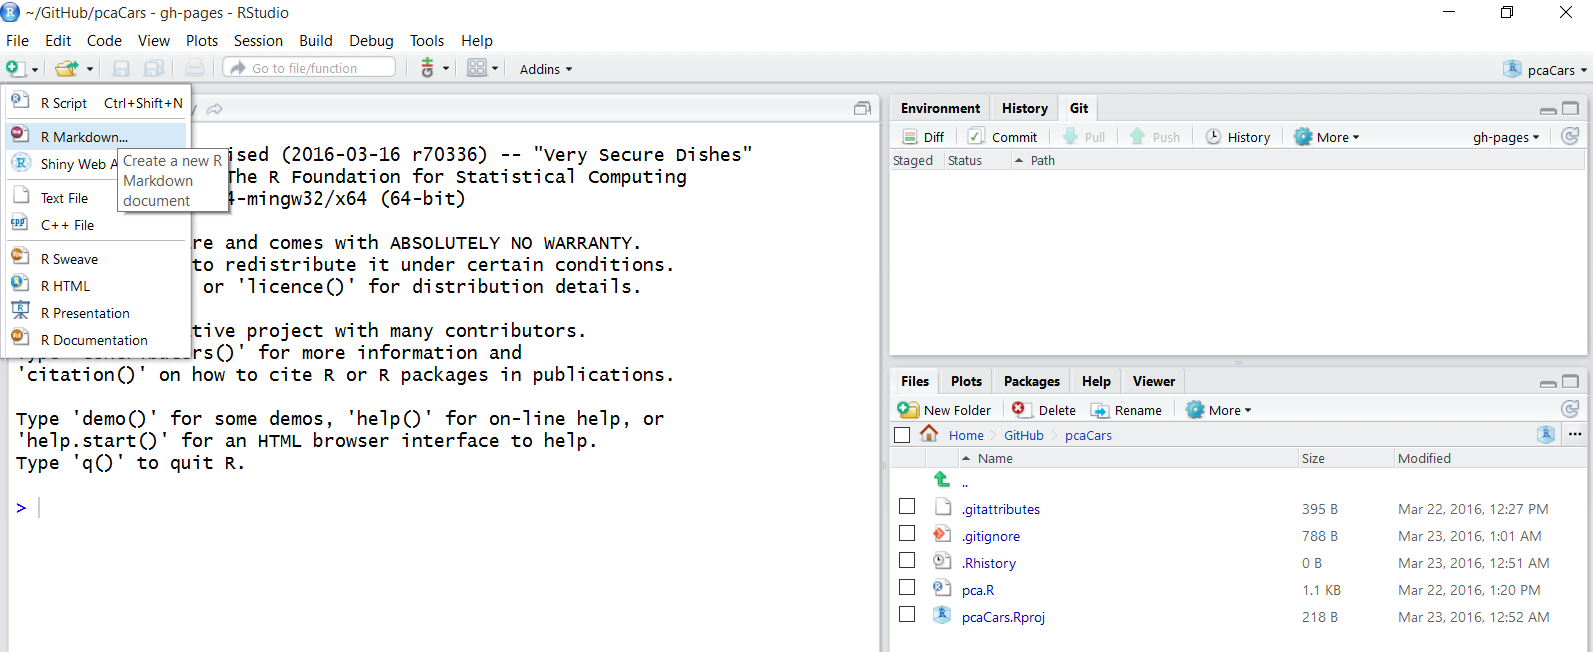 ~/GitHub/pcaCars - gh-pages - RStudio
File Edit Code View Plots Session Build Debug Tools Help
Go to file/function Addins pcaCars
R Script Ctrl+Shift+N
R Markdown...
Shiny Web A
Create a new R
Markdown
document
Text File
C++ File
R Sweave
R HTML
R Presentation
R Documentation
ised (2016-03-16 r70336) -- "Very Secure Dishes"
The R Foundation for Statistical Computing
4-mingw32/x64 (64-bit)
re and comes with ABSOLUTELY NO WARRANTY.
to redistribute it under certain conditions.
or 'licence()' for distribution details.
tive project with many contributors.
for more information and
'citation()' on how to cite R or R packages in publications.
Type 'demo()' for some demos, 'help()' for on-line help, or
'help.start()' for an HTML browser interface to help.
Type 'q()' to quit R.
>
Environment History Git
Diff Commit Pull Push History More gh-pages
Staged Status Path
Files Plots Packages Help Viewer
New Folder Delete Rename More
Home GitHub pcaCars ...
Name Size Modified
..
.gitattributes 395 B Mar 22, 2016, 12:27 PM
.gitignore 788 B Mar 23, 2016, 1:01 AM
.Rhistory 0 B Mar 23, 2016, 12:51 AM
pca.R 1.1 KB Mar 22, 2016, 1:20 PM
pcaCars.Rproj 218 B Mar 23, 2016, 12:52 AM